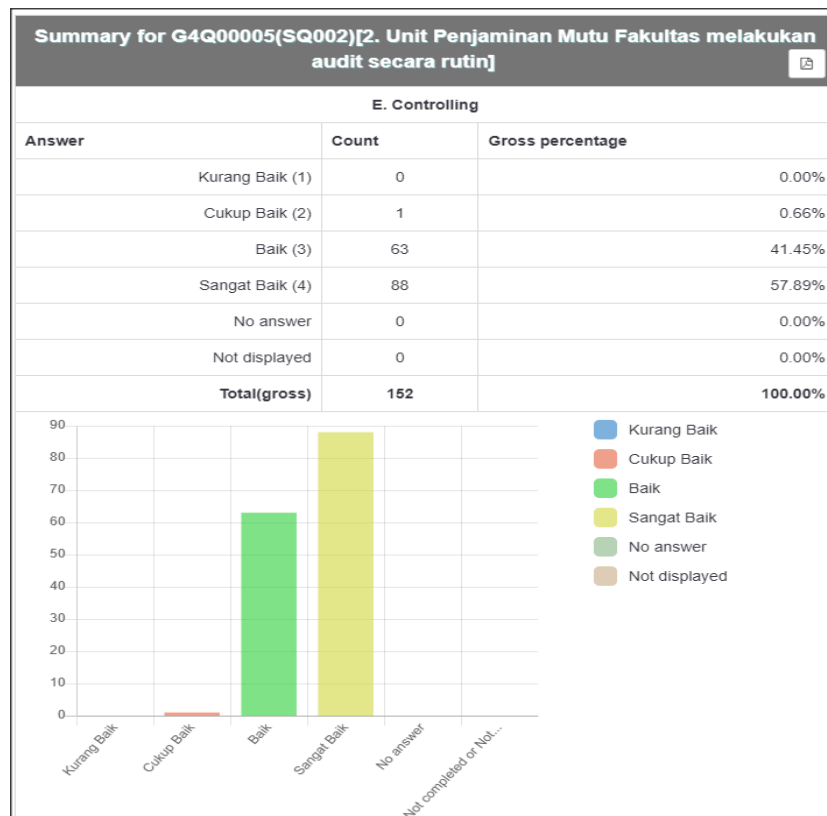 Summary for G4Q00005(SQ002)[2. Unit Penjaminan Mutu Fakultas melakukan
audit secara rutin]
E. Controlling
Answer Count Gross percentage
Kurang Baik (1) 0 0.00%
Cukup Baik (2) 1 0.66%
Baik (3) 63 41.45%
Sangat Baik (4) 88 57.89%
No answer 0 0.00%
Not displayed 0 0.00%
Total(gross) 152 100.00%
90
80
70
60
50
40
30
20
10
0
Kurang Baik
Cukup Baik
Baik
Sangat Baik
No answer
Not completed or Not...
Kurang Baik
Cukup Baik
Baik
Sangat Baik
No answer
Not displayed